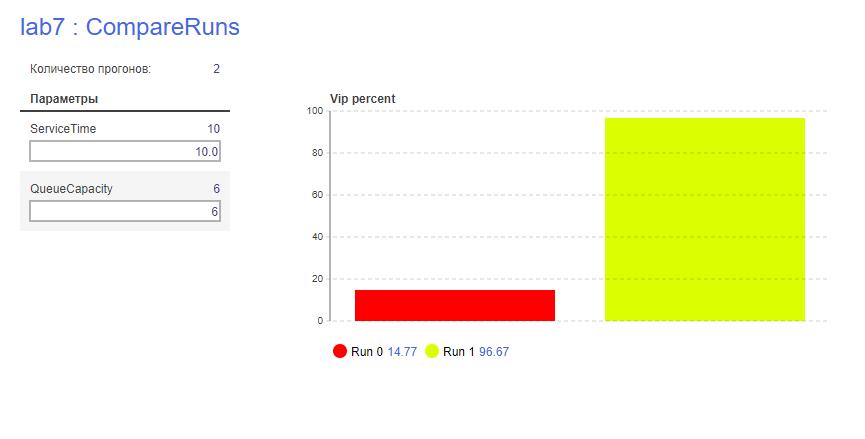 lab7 : CompareRuns
Количество прогонов: 2
Параметры
ServiceTime 10
10.0
QueueCapacity 6
6
Vip percent
100
80
60
40
20
0
Run 0 14.77 Run 1 96.67